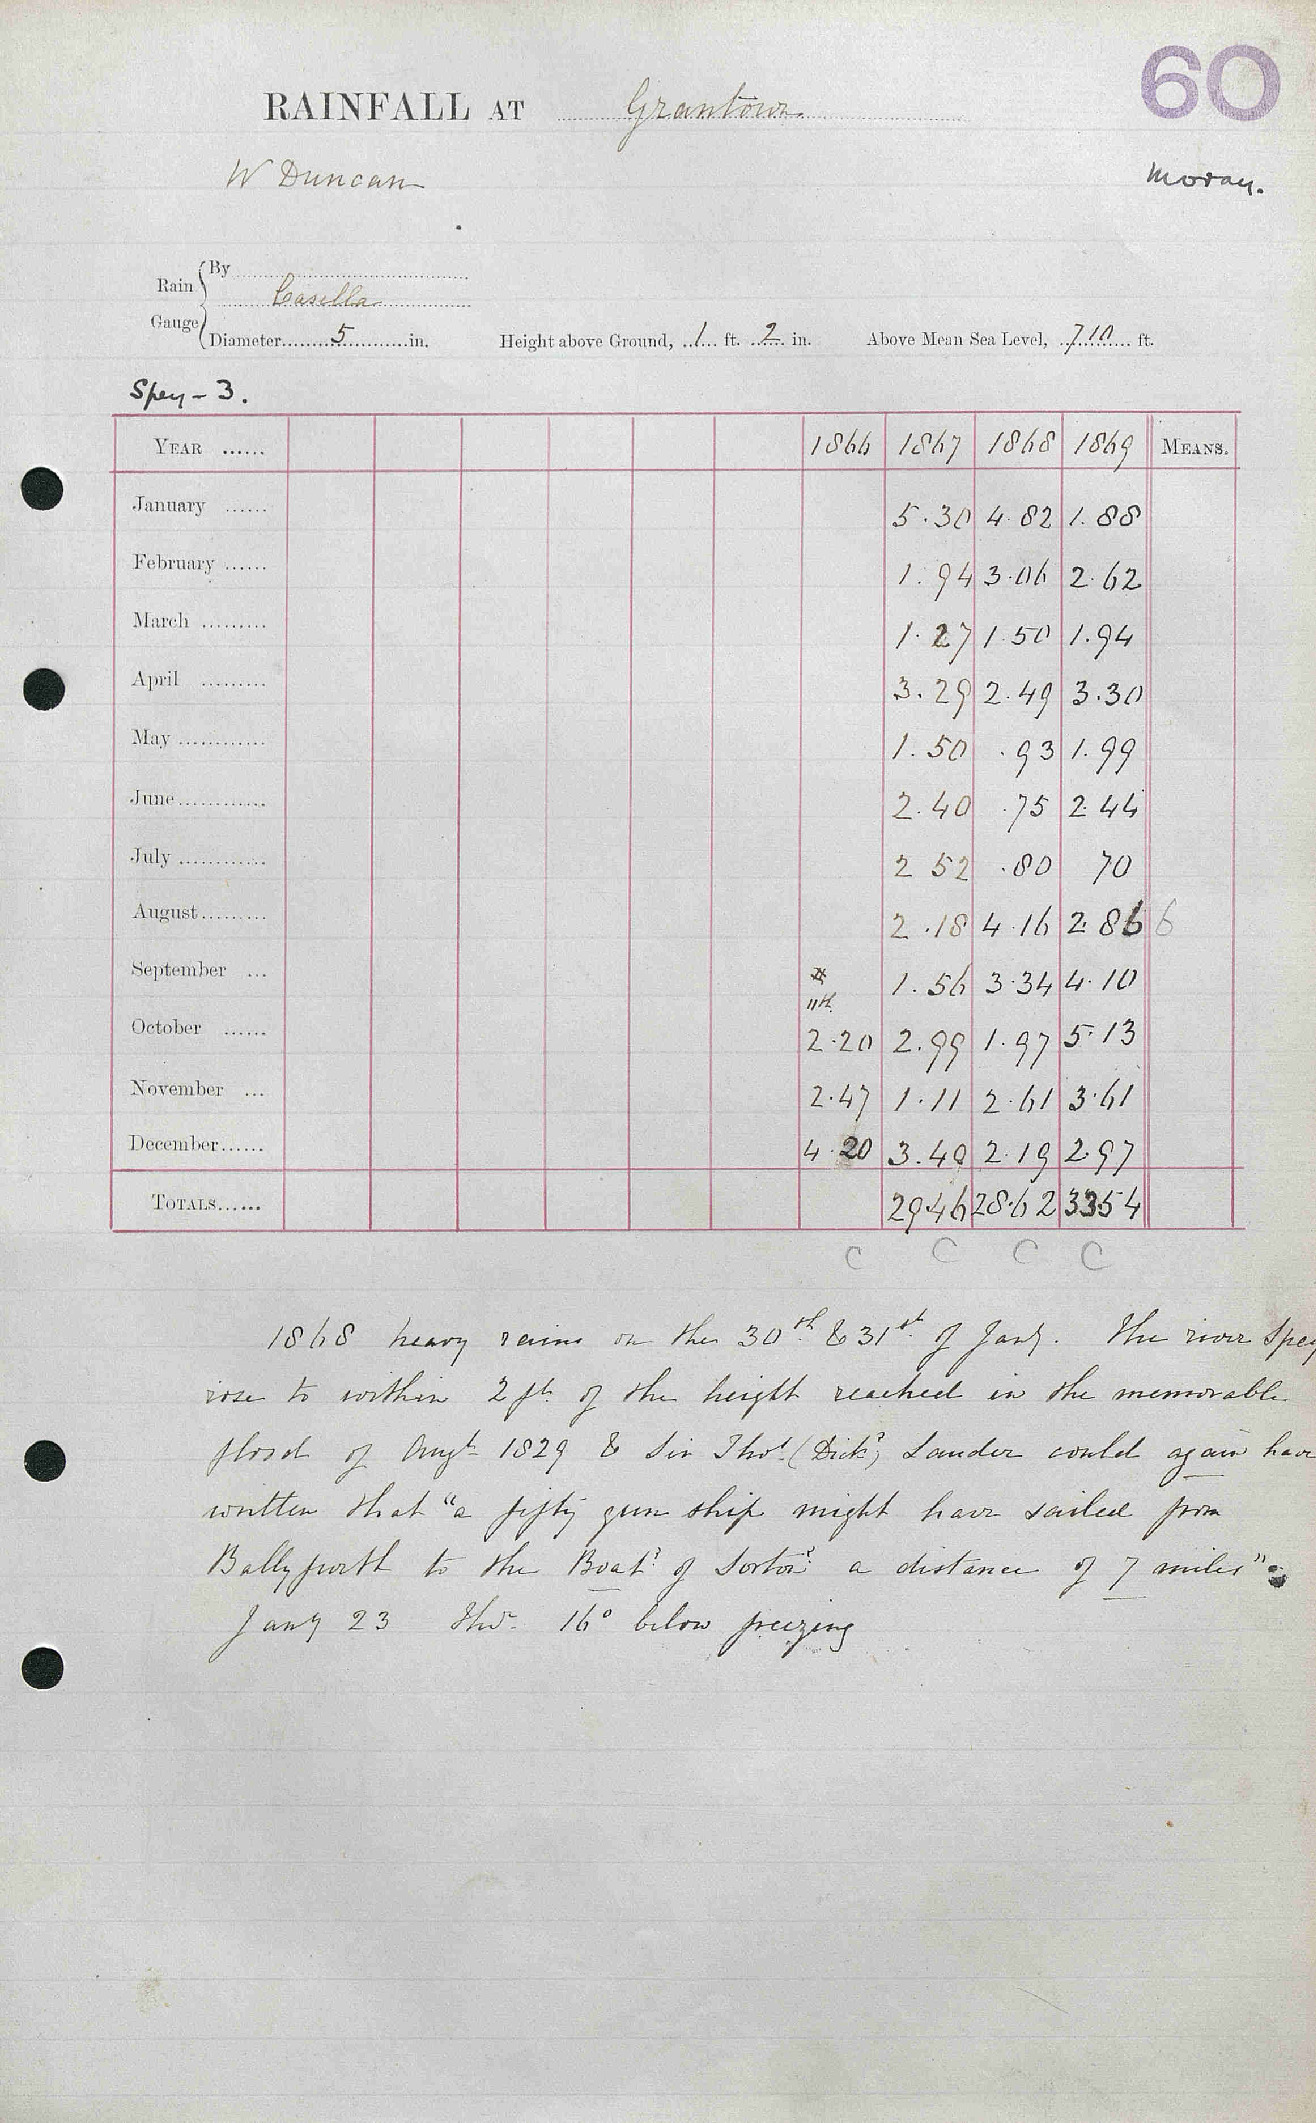 60
RAINFALL AT Grantown.
W Duncan
Moray.
Rain Gauge { By
Casella
Diameter........5..........in. Height above Ground, ..1... ft. ..2... in. Above Mean Sea Level, ..710.... ft.
Spey - 3.
YEAR ...... 1866 1867 1868 1869 MEANS.
January ...... 5.30 4.82 1.88
February ...... 1.94 3.06 2.62
March ......... 1.27 1.50 1.94
April ......... 3.29 2.49 3.30
May ............ 1.50 .93 1.99
June............ 2.40 .75 2.44
July ............ 2 52 .80 70
August......... 2.18 4.16 2.86 6
September ... 1.56 3.34 4.10
11th
October ...... 2.20 2.99 1.97 5.13
November ... 2.47 1.11 2.61 3.61
December...... 4.20 3.40 2.19 2.97
TOTALS...... 29.46 28.62 33 54
C C C C
1868 heavy rains on the 30th & 31st of Jany. The river Spey
rose to within 2 ft. of the height reached in the memorable
flood of Augt 1829 & Sir Thos. (Dick?) Lauder could again have
written that "a fifty gun ship might have sailed from
Ballyfurth to the Boat? of a distance of 7 miles".
Jany 23 Thr. 16° below freezing